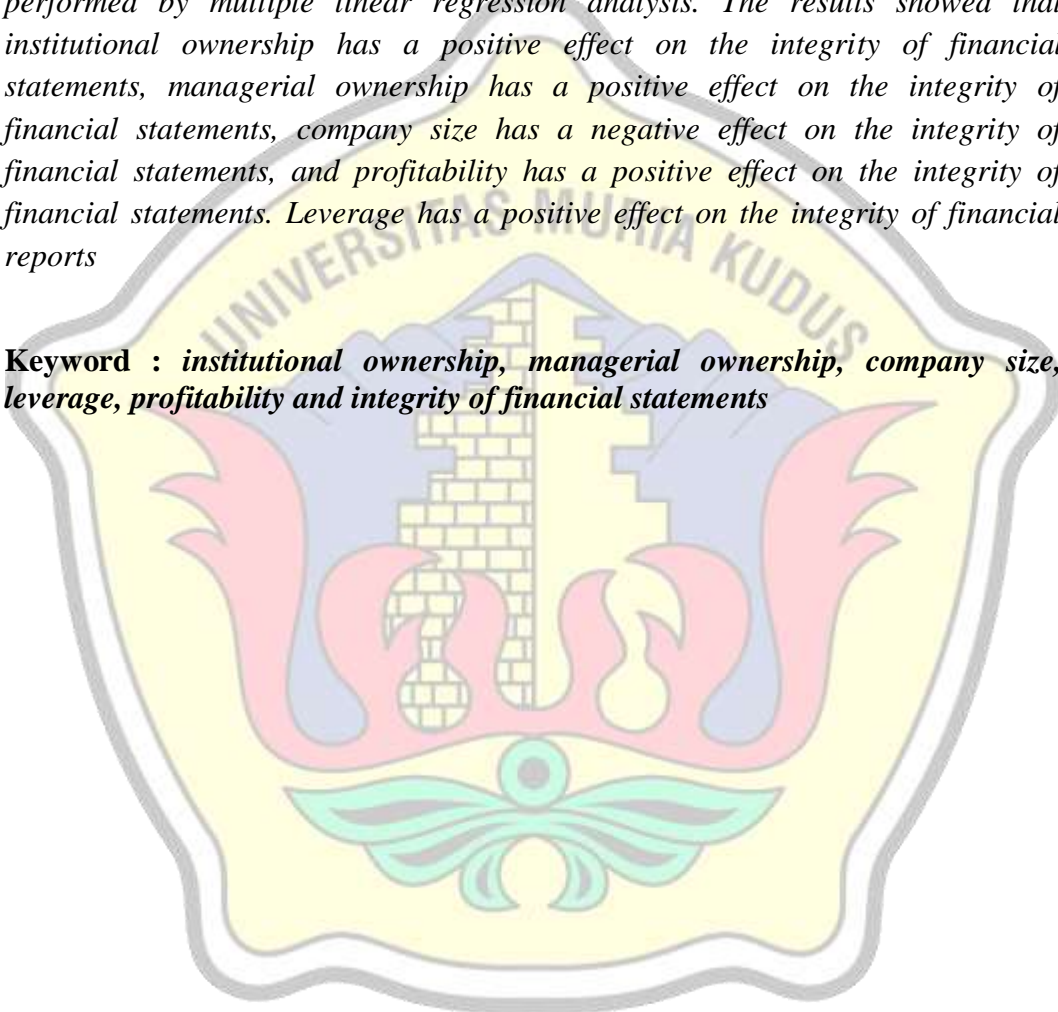 performed by multiple linear regression analysis. The results showed that
institutional ownership has a positive effect on the integrity of financial
statements, managerial ownership has a positive effect on the integrity of
financial statements, company size has a negative effect on the integrity of
financial statements, and profitability has a positive effect on the integrity of
financial statements. Leverage has a positive effect on the integrity of financial
reports
UNIVERSITAS MURIA KUDUS
Keyword : institutional ownership, managerial ownership, company size,
leverage, profitability and integrity of financial statements